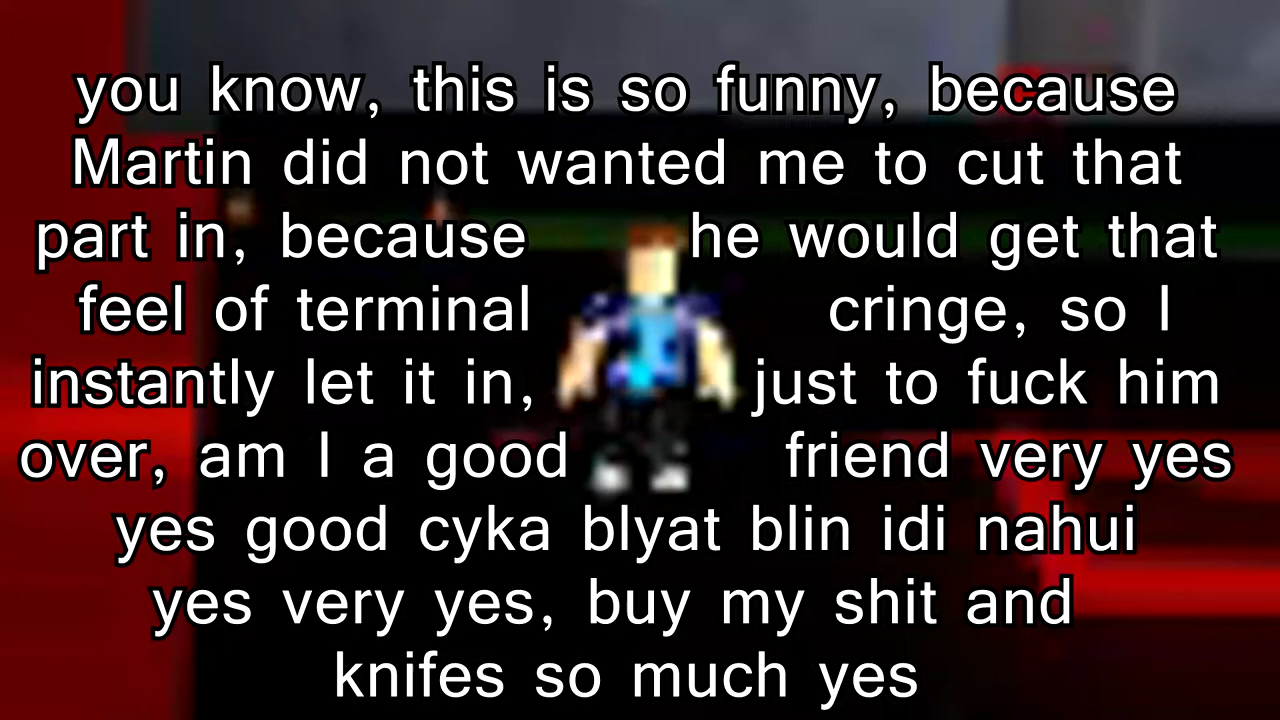 you know, this is so funny, because
Martin did not wanted me to cut that
part in, because he would get that
feel of terminal cringe, so I
instantly let it in, just to fuck him
over, am I a good friend very yes
yes good cyka blyat blin idi nahui
yes very yes, buy my shit and
knifes so much yes